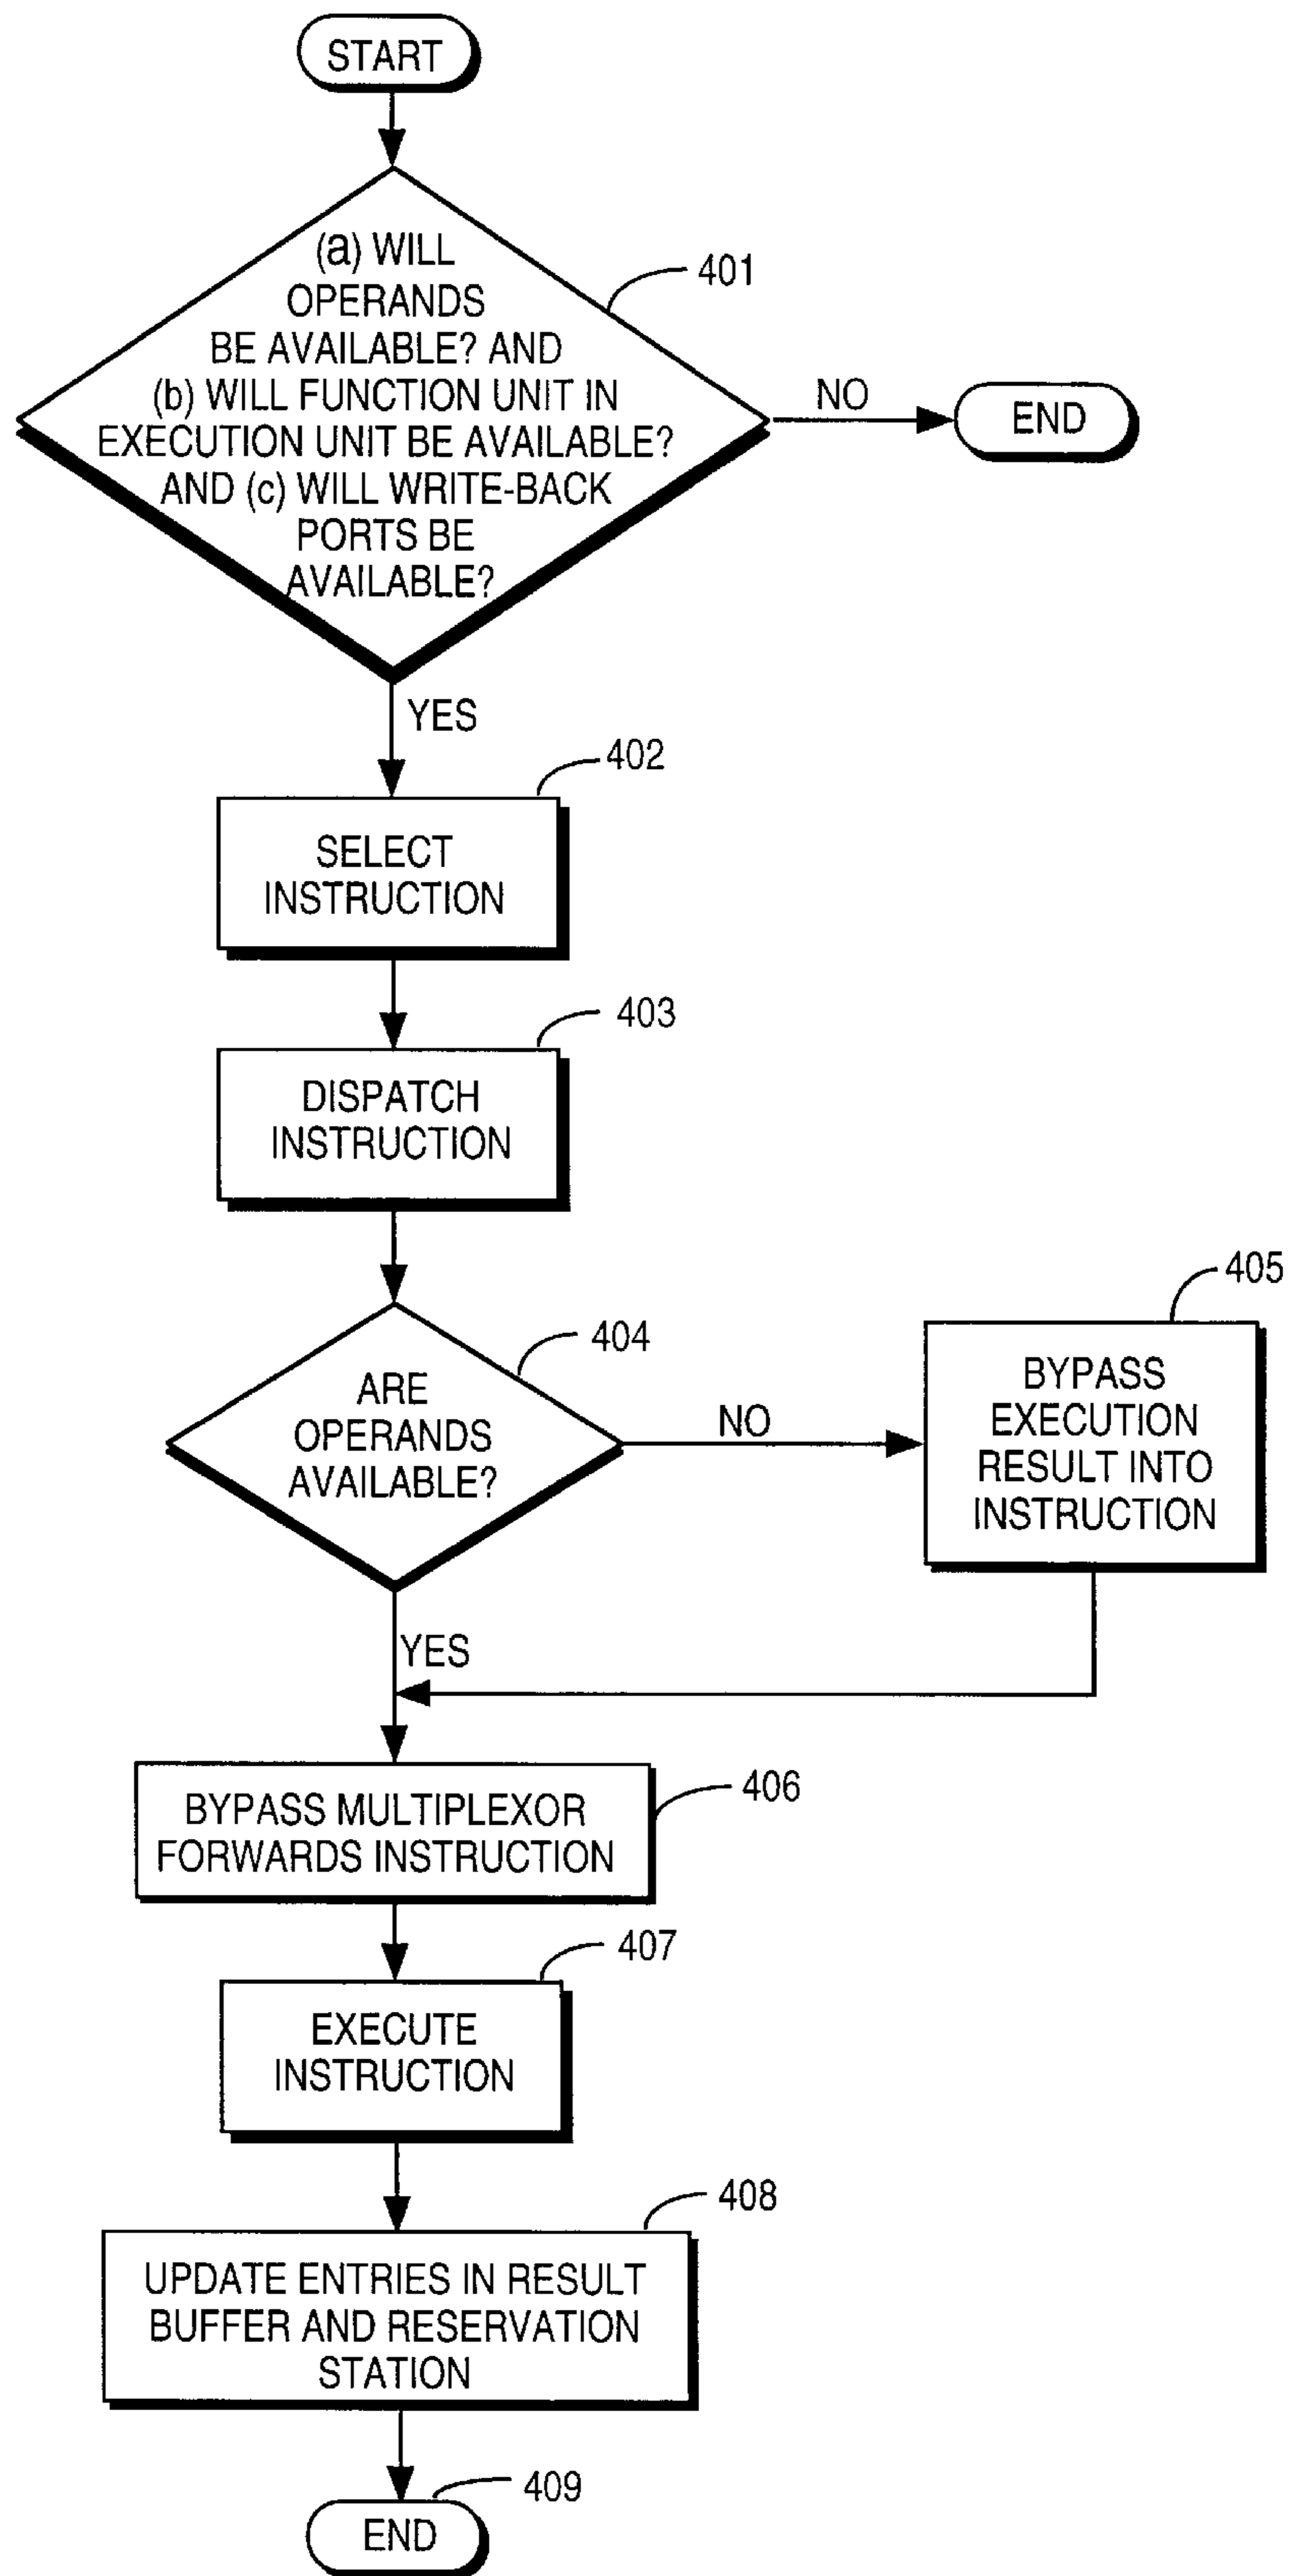 START
(a) WILL
OPERANDS
BE AVAILABLE? AND
(b) WILL FUNCTION UNIT IN
EXECUTION UNIT BE AVAILABLE?
AND (c) WILL WRITE-BACK
PORTS BE
AVAILABLE?
401
NO
END
YES
402
SELECT
INSTRUCTION
403
DISPATCH
INSTRUCTION
404
ARE
OPERANDS
AVAILABLE?
NO
405
BYPASS
EXECUTION
RESULT INTO
INSTRUCTION
YES
406
BYPASS MULTIPLEXOR
FORWARDS INSTRUCTION
407
EXECUTE
INSTRUCTION
408
UPDATE ENTRIES IN RESULT
BUFFER AND RESERVATION
STATION
409
END